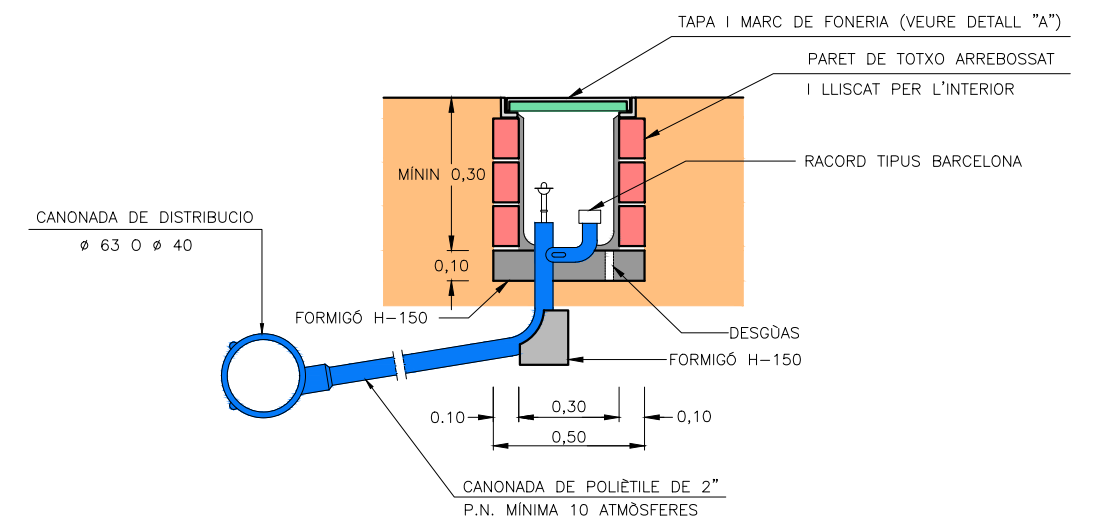 TAPA I MARC DE FONERIA (VEURE DETALL "A")
PARET DE TOTXO ARREBOSSAT
I LLISCAT PER L'INTERIOR
RACORD TIPUS BARCELONA
MÍNIN 0,30
CANONADA DE DISTRIBUCIO
ø 63 O ø 40
0,10
FORMIGÓ H-150
DESGÙAS
FORMIGÓ H-150
0.10
0,30
0,10
0,50
CANONADA DE POLIÈTILE DE 2"
P.N. MÍNIMA 10 ATMÒSFERES